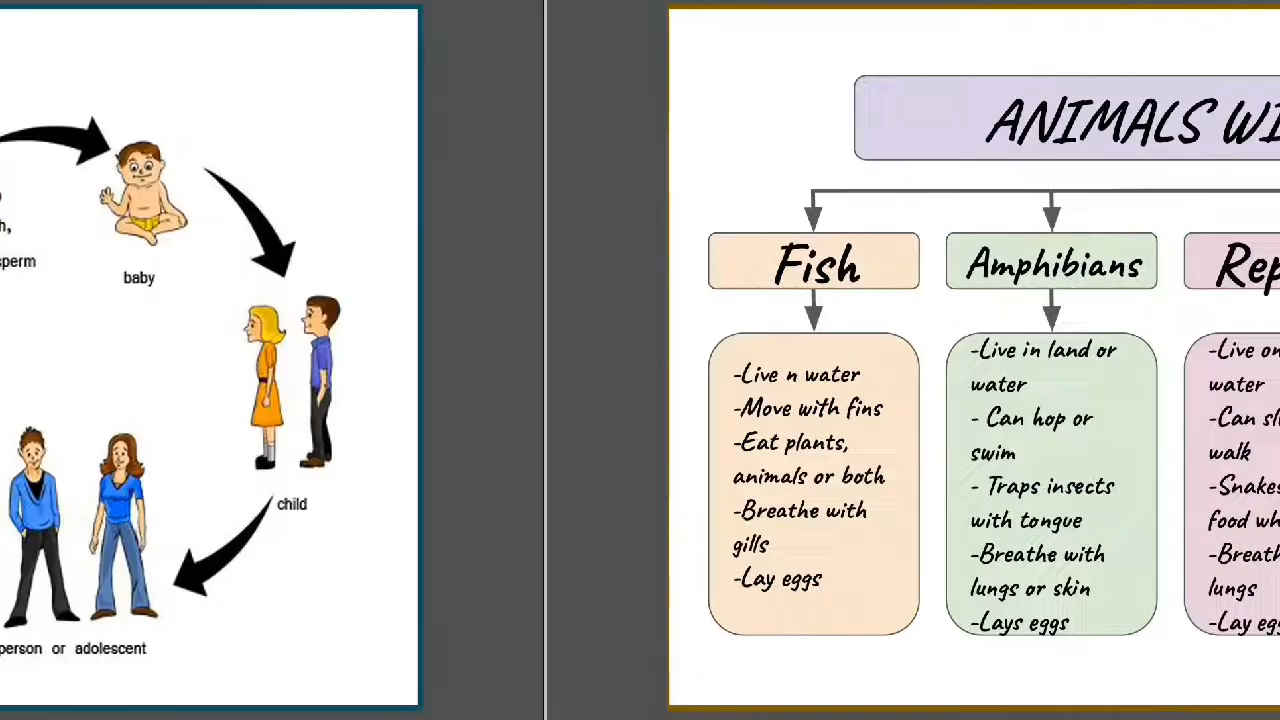 h,
sperm
baby
child
person or adolescent
ANIMALS WI
Fish
-Live n water
-Move with fins
-Eat plants,
animals or both
-Breathe with
gills
-Lay eggs
Amphibians
-Live in land or
water
- Can hop or
swim
- Traps insects
with tongue
-Breathe with
lungs or skin
-Lays eggs
Rep
-Live on
water
-Can sl
walk
-Snakes
food wh
-Breath
lungs
-Lay eg